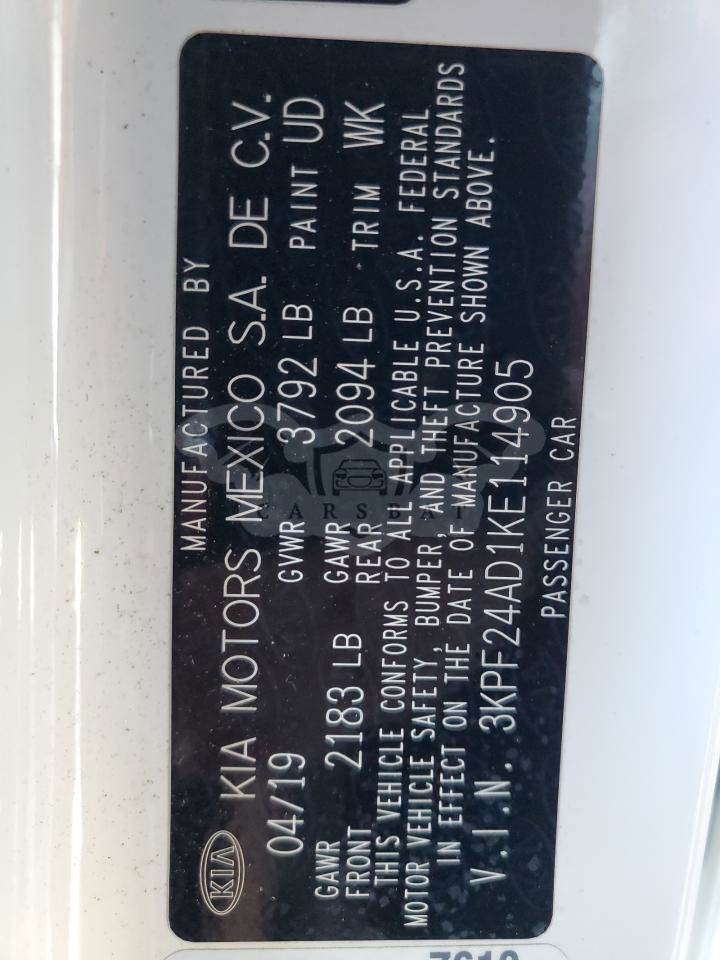 KIA
MANUFACTURED BY
KIA MOTORS MEXICO S.A. DE C.V.
04/19 GVWR 3792 LB PAINT UD
GAWR FRONT 2183 LB GAWR REAR 2094 LB TRIM WK
THIS VEHICLE CONFORMS TO ALL APPLICABLE U.S.A. FEDERAL
MOTOR VEHICLE SAFETY, BUMPER, AND THEFT PREVENTION STANDARDS
IN EFFECT ON THE DATE OF MANUFACTURE SHOWN ABOVE.
V.I.N. 3KPF24AD1KE114905
PASSENGER CAR
CARSBAT